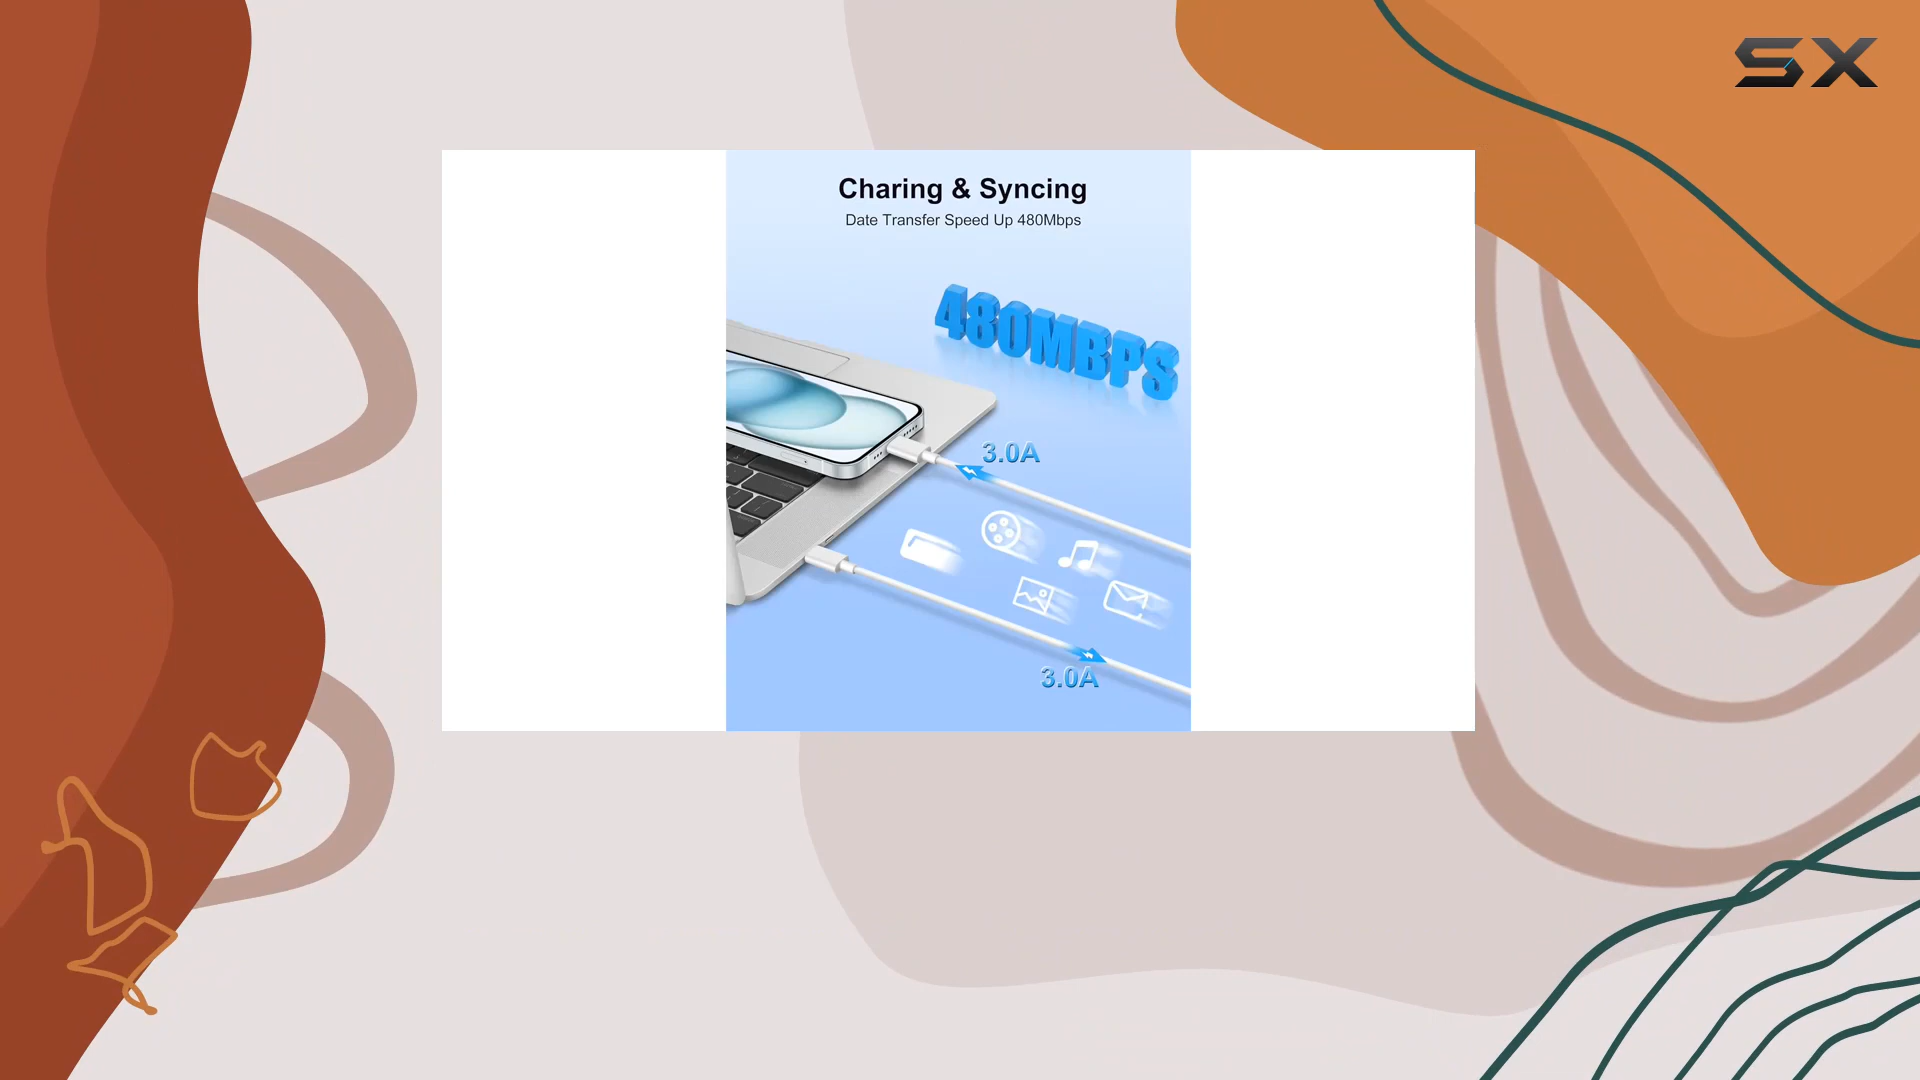 SX
Charing & Syncing
Date Transfer Speed Up 480Mbps
480MBPS
3.0A
3.0A